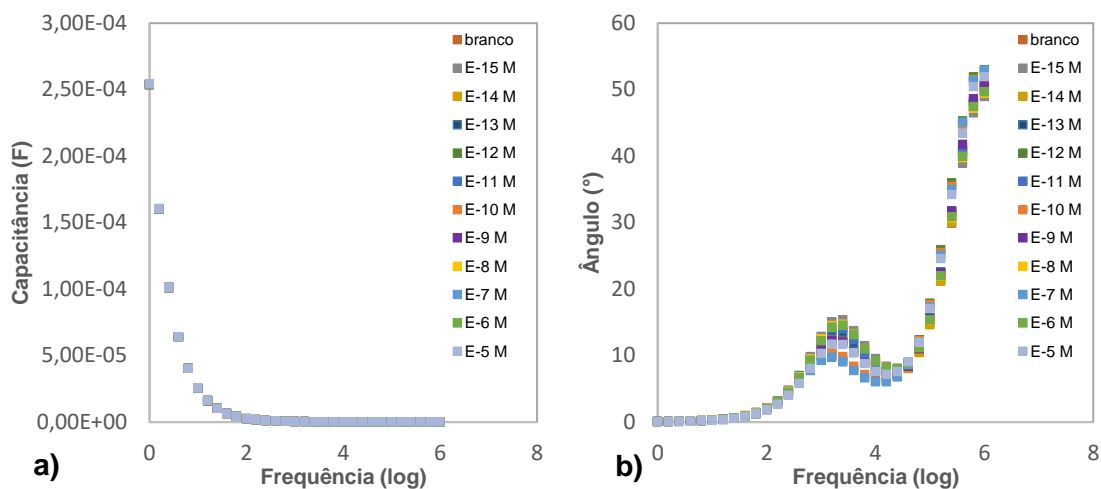 3,00E-04
2,50E-04
2,00E-04
1,50E-04
1,00E-04
5,00E-05
0,00E+00
Capacitância (F)
0 2 4 6 8
Frequência (log)
branco
E-15 M
E-14 M
E-13 M
E-12 M
E-11 M
E-10 M
E-9 M
E-8 M
E-7 M
E-6 M
E-5 M
a)
60
50
40
30
20
10
0
Ângulo (°)
0 2 4 6 8
Frequência (log)
branco
E-15 M
E-14 M
E-13 M
E-12 M
E-11 M
E-10 M
E-9 M
E-8 M
E-7 M
E-6 M
E-5 M
b)